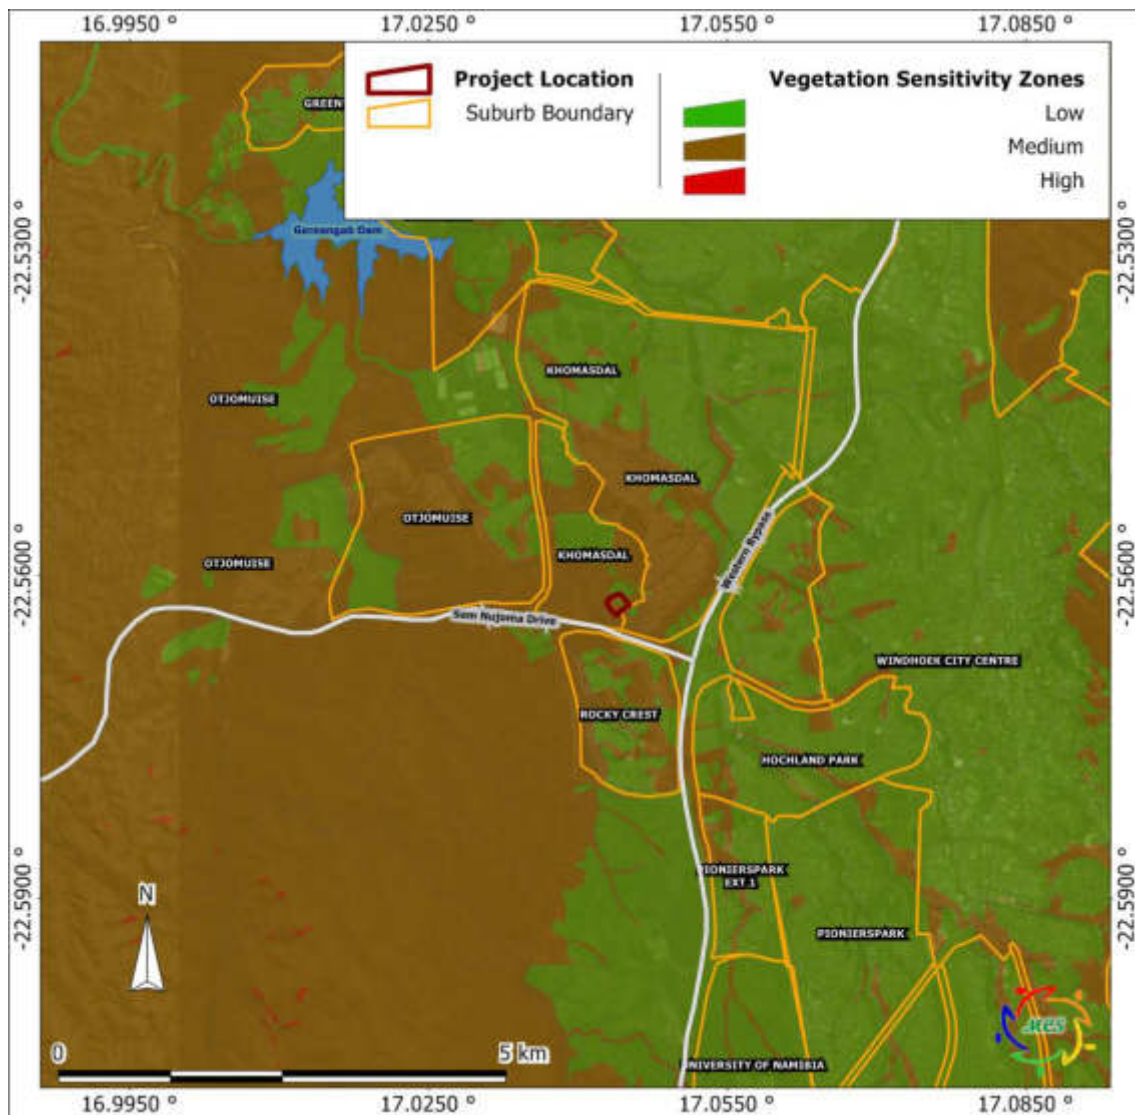 16.9950 °
17.0250 °
17.0550 °
17.0850 °
Project Location
Suburb Boundary
Vegetation Sensitivity Zones
Low
Medium
High
GREEN
-22.5300 °
-22.5300 °
Goreangab Dam
KHOMASDAL
OTJOMUISE
KHOMASDAL
OTJOMUISE
Western Bypass
KHOMASDAL
OTJOMUISE
-22.5600 °
-22.5600 °
Sam Nujoma Drive
WINDHOEK CITY CENTRE
ROCKY CREST
HOCHLAND PARK
PIONIERSPARK
EXT 1
N
-22.5900 °
-22.5900 °
PIONIERSPARK
0
5 km
UNIVERSITY OF NAMIBIA
16.9950 °
17.0250 °
17.0550 °
17.0850 °